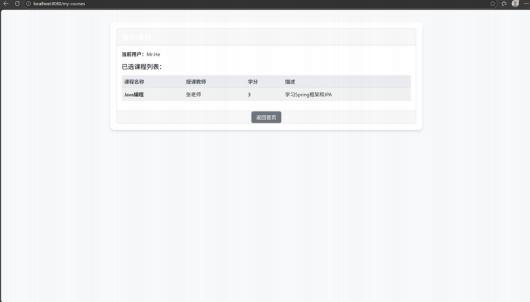 localhost:8080/my-courses
当前用户：Mr.He
已选课程列表：
课程名称 授课教师 学分 描述
Java编程 张老师 3 学习Spring框架和JPA
返回首页